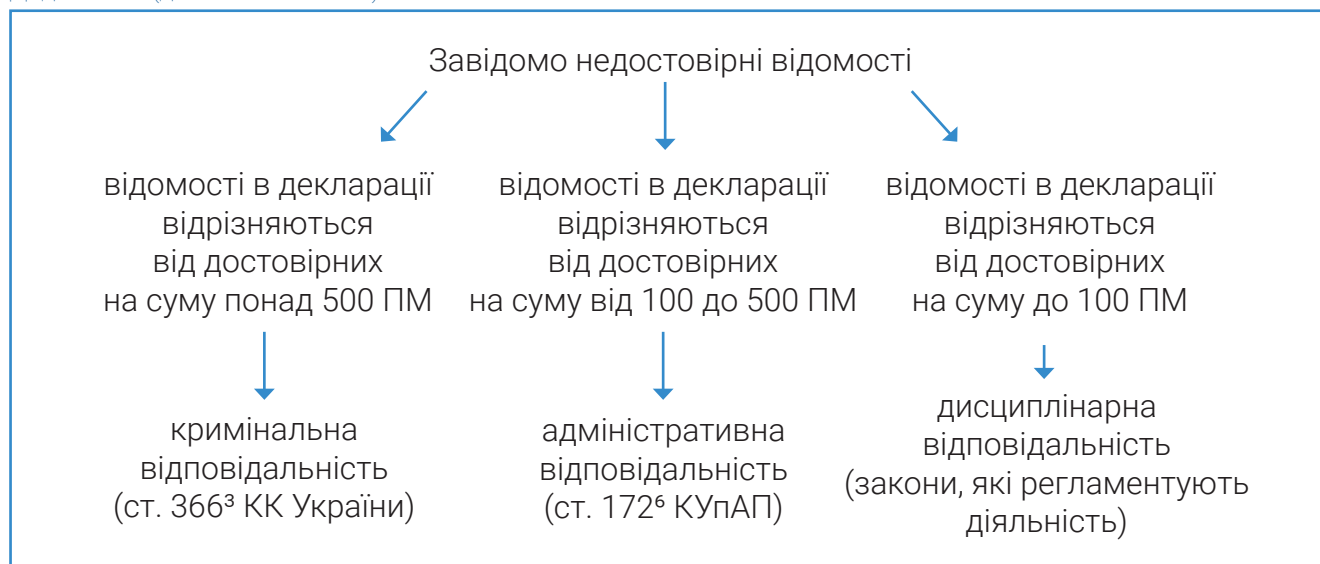 Завідомо недостовірні відомості
відомості в декларації
відрізняються
від достовірних
на суму понад 500 ПМ
відомості в декларації
відрізняються
від достовірних
на суму від 100 до 500 ПМ
відомості в декларації
відрізняються
від достовірних
на суму до 100 ПМ
кримінальна
відповідальність
(ст. 366³ КК України)
адміністративна
відповідальність
(ст. 172⁶ КУпАП)
дисциплінарна
відповідальність
(закони, які регламентують
діяльність)